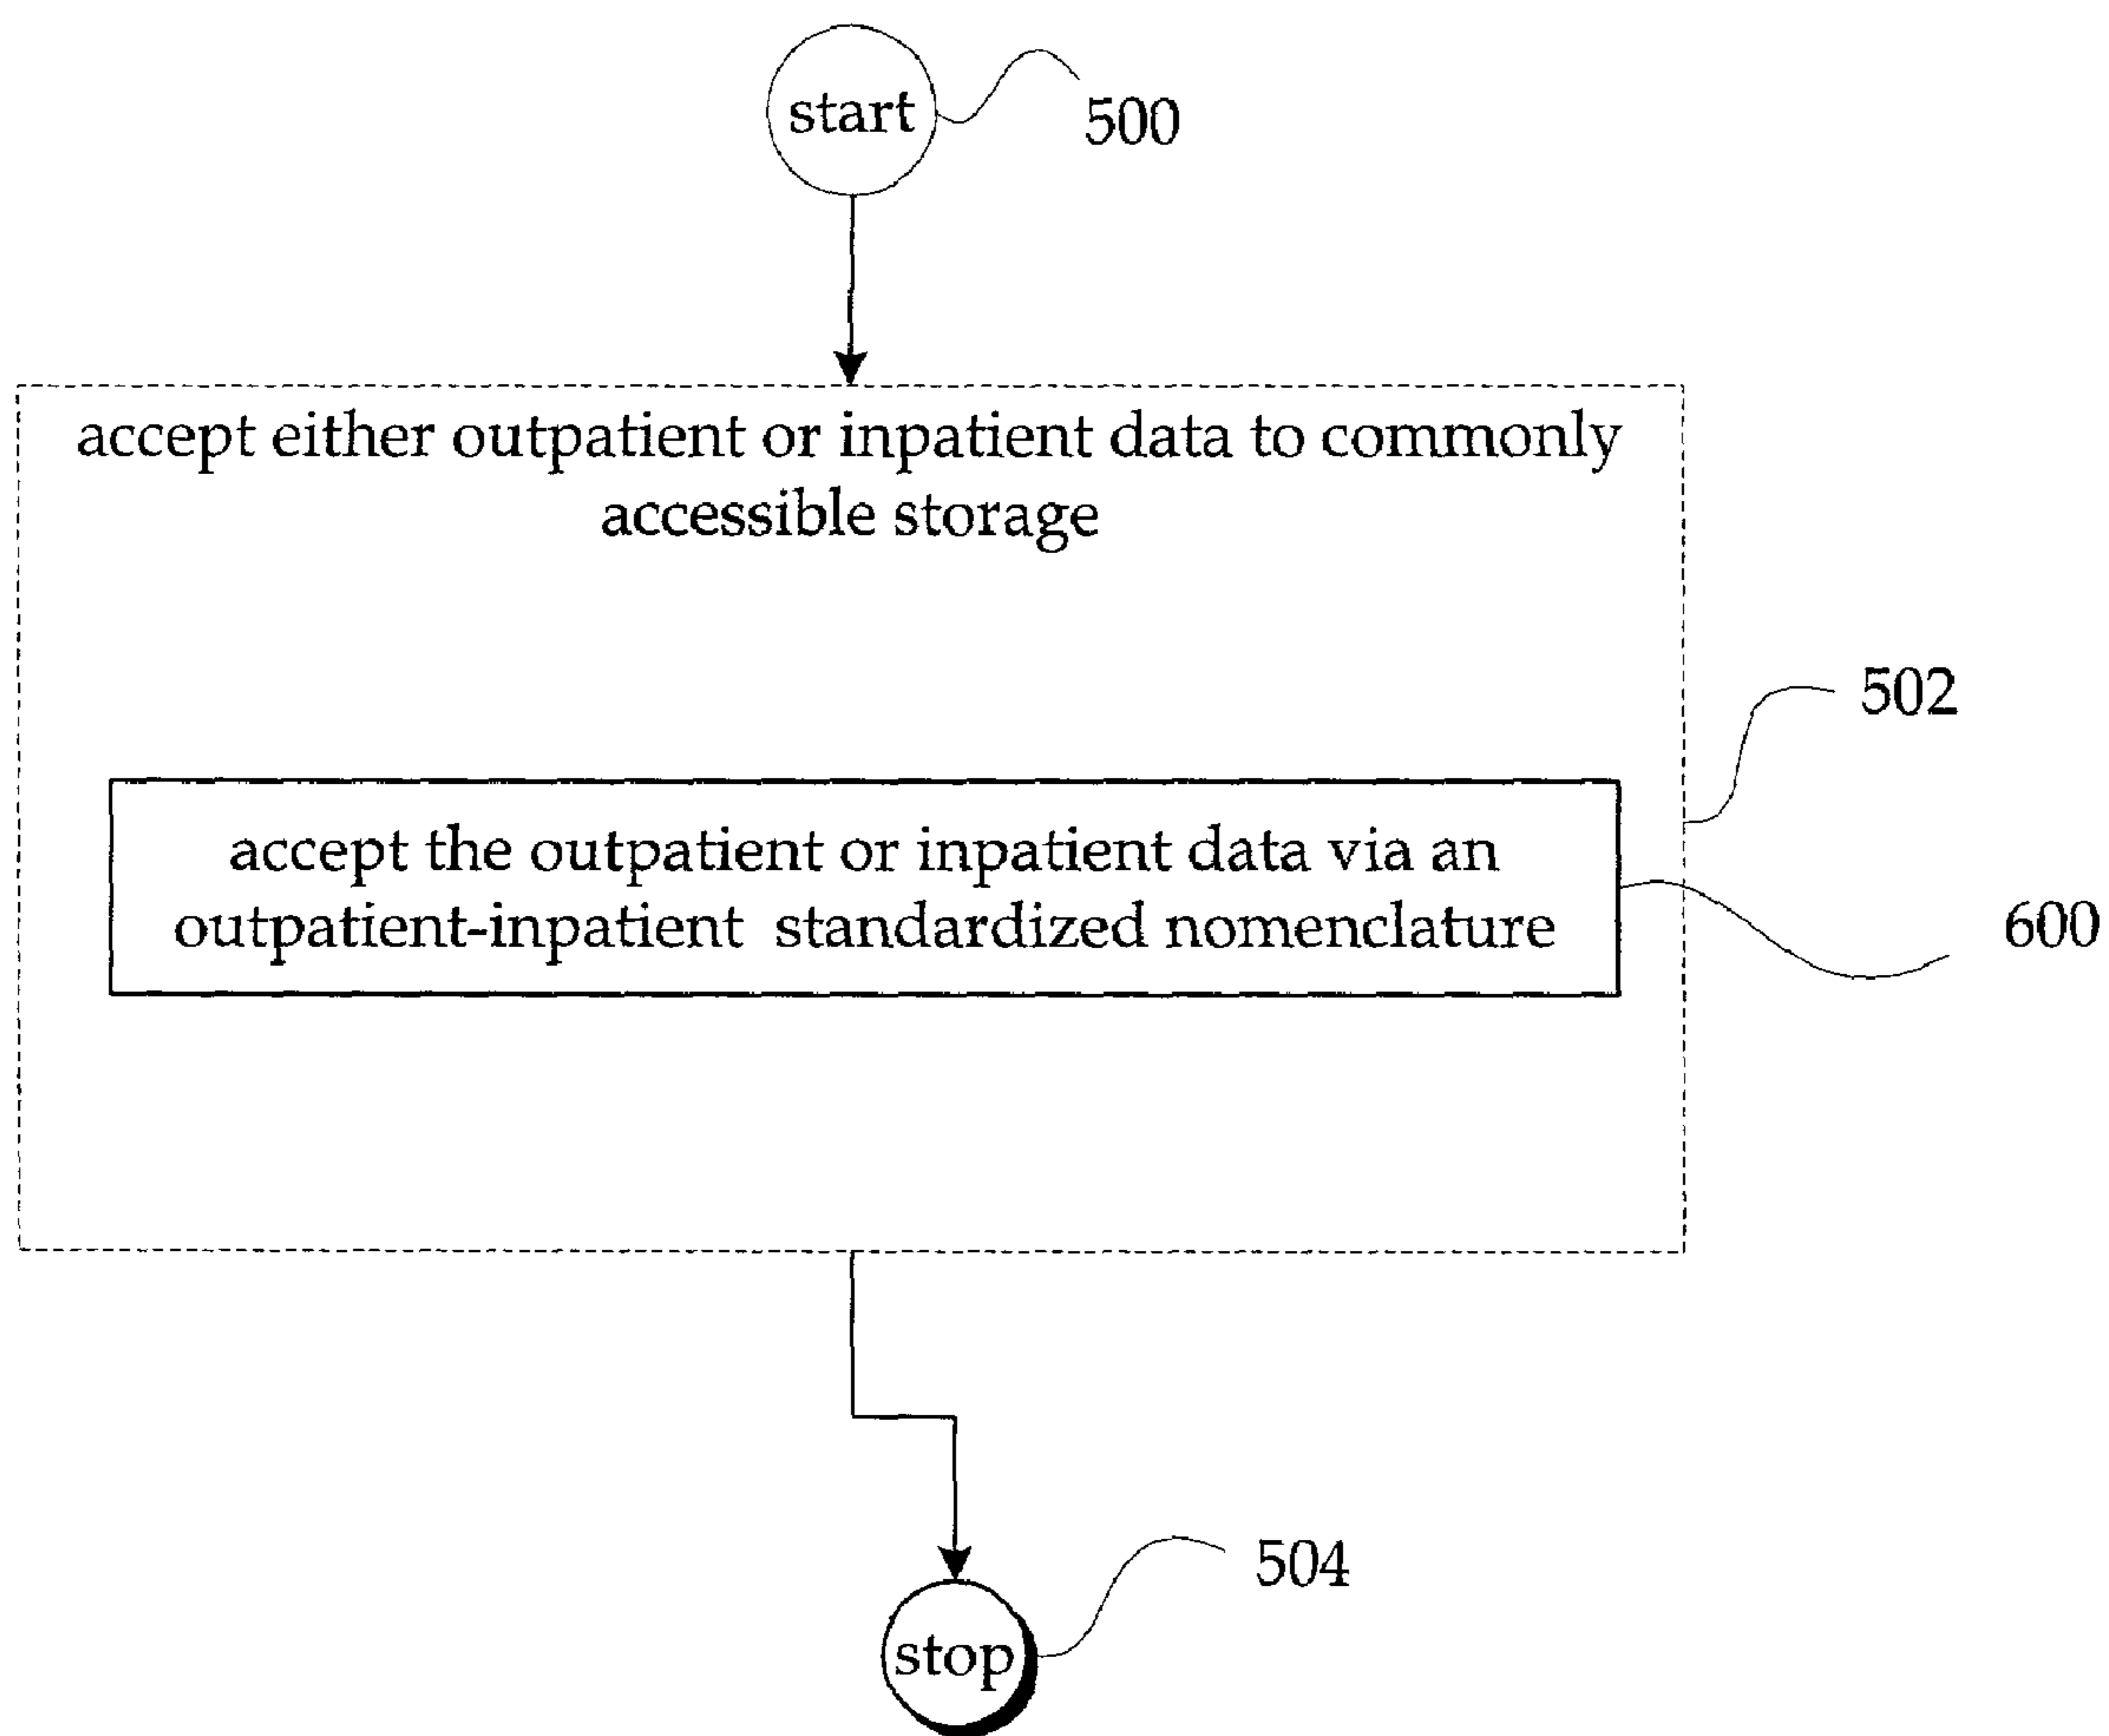 start
500
accept either outpatient or inpatient data to commonly
accessible storage
502
accept the outpatient or inpatient data via an
outpatient-inpatient standardized nomenclature
600
504
stop